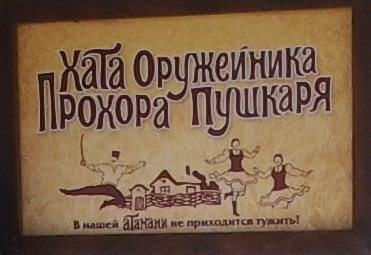 Хата Оружейника
Прохора Пушкаря
В нашей Атамани не приходится тужить!